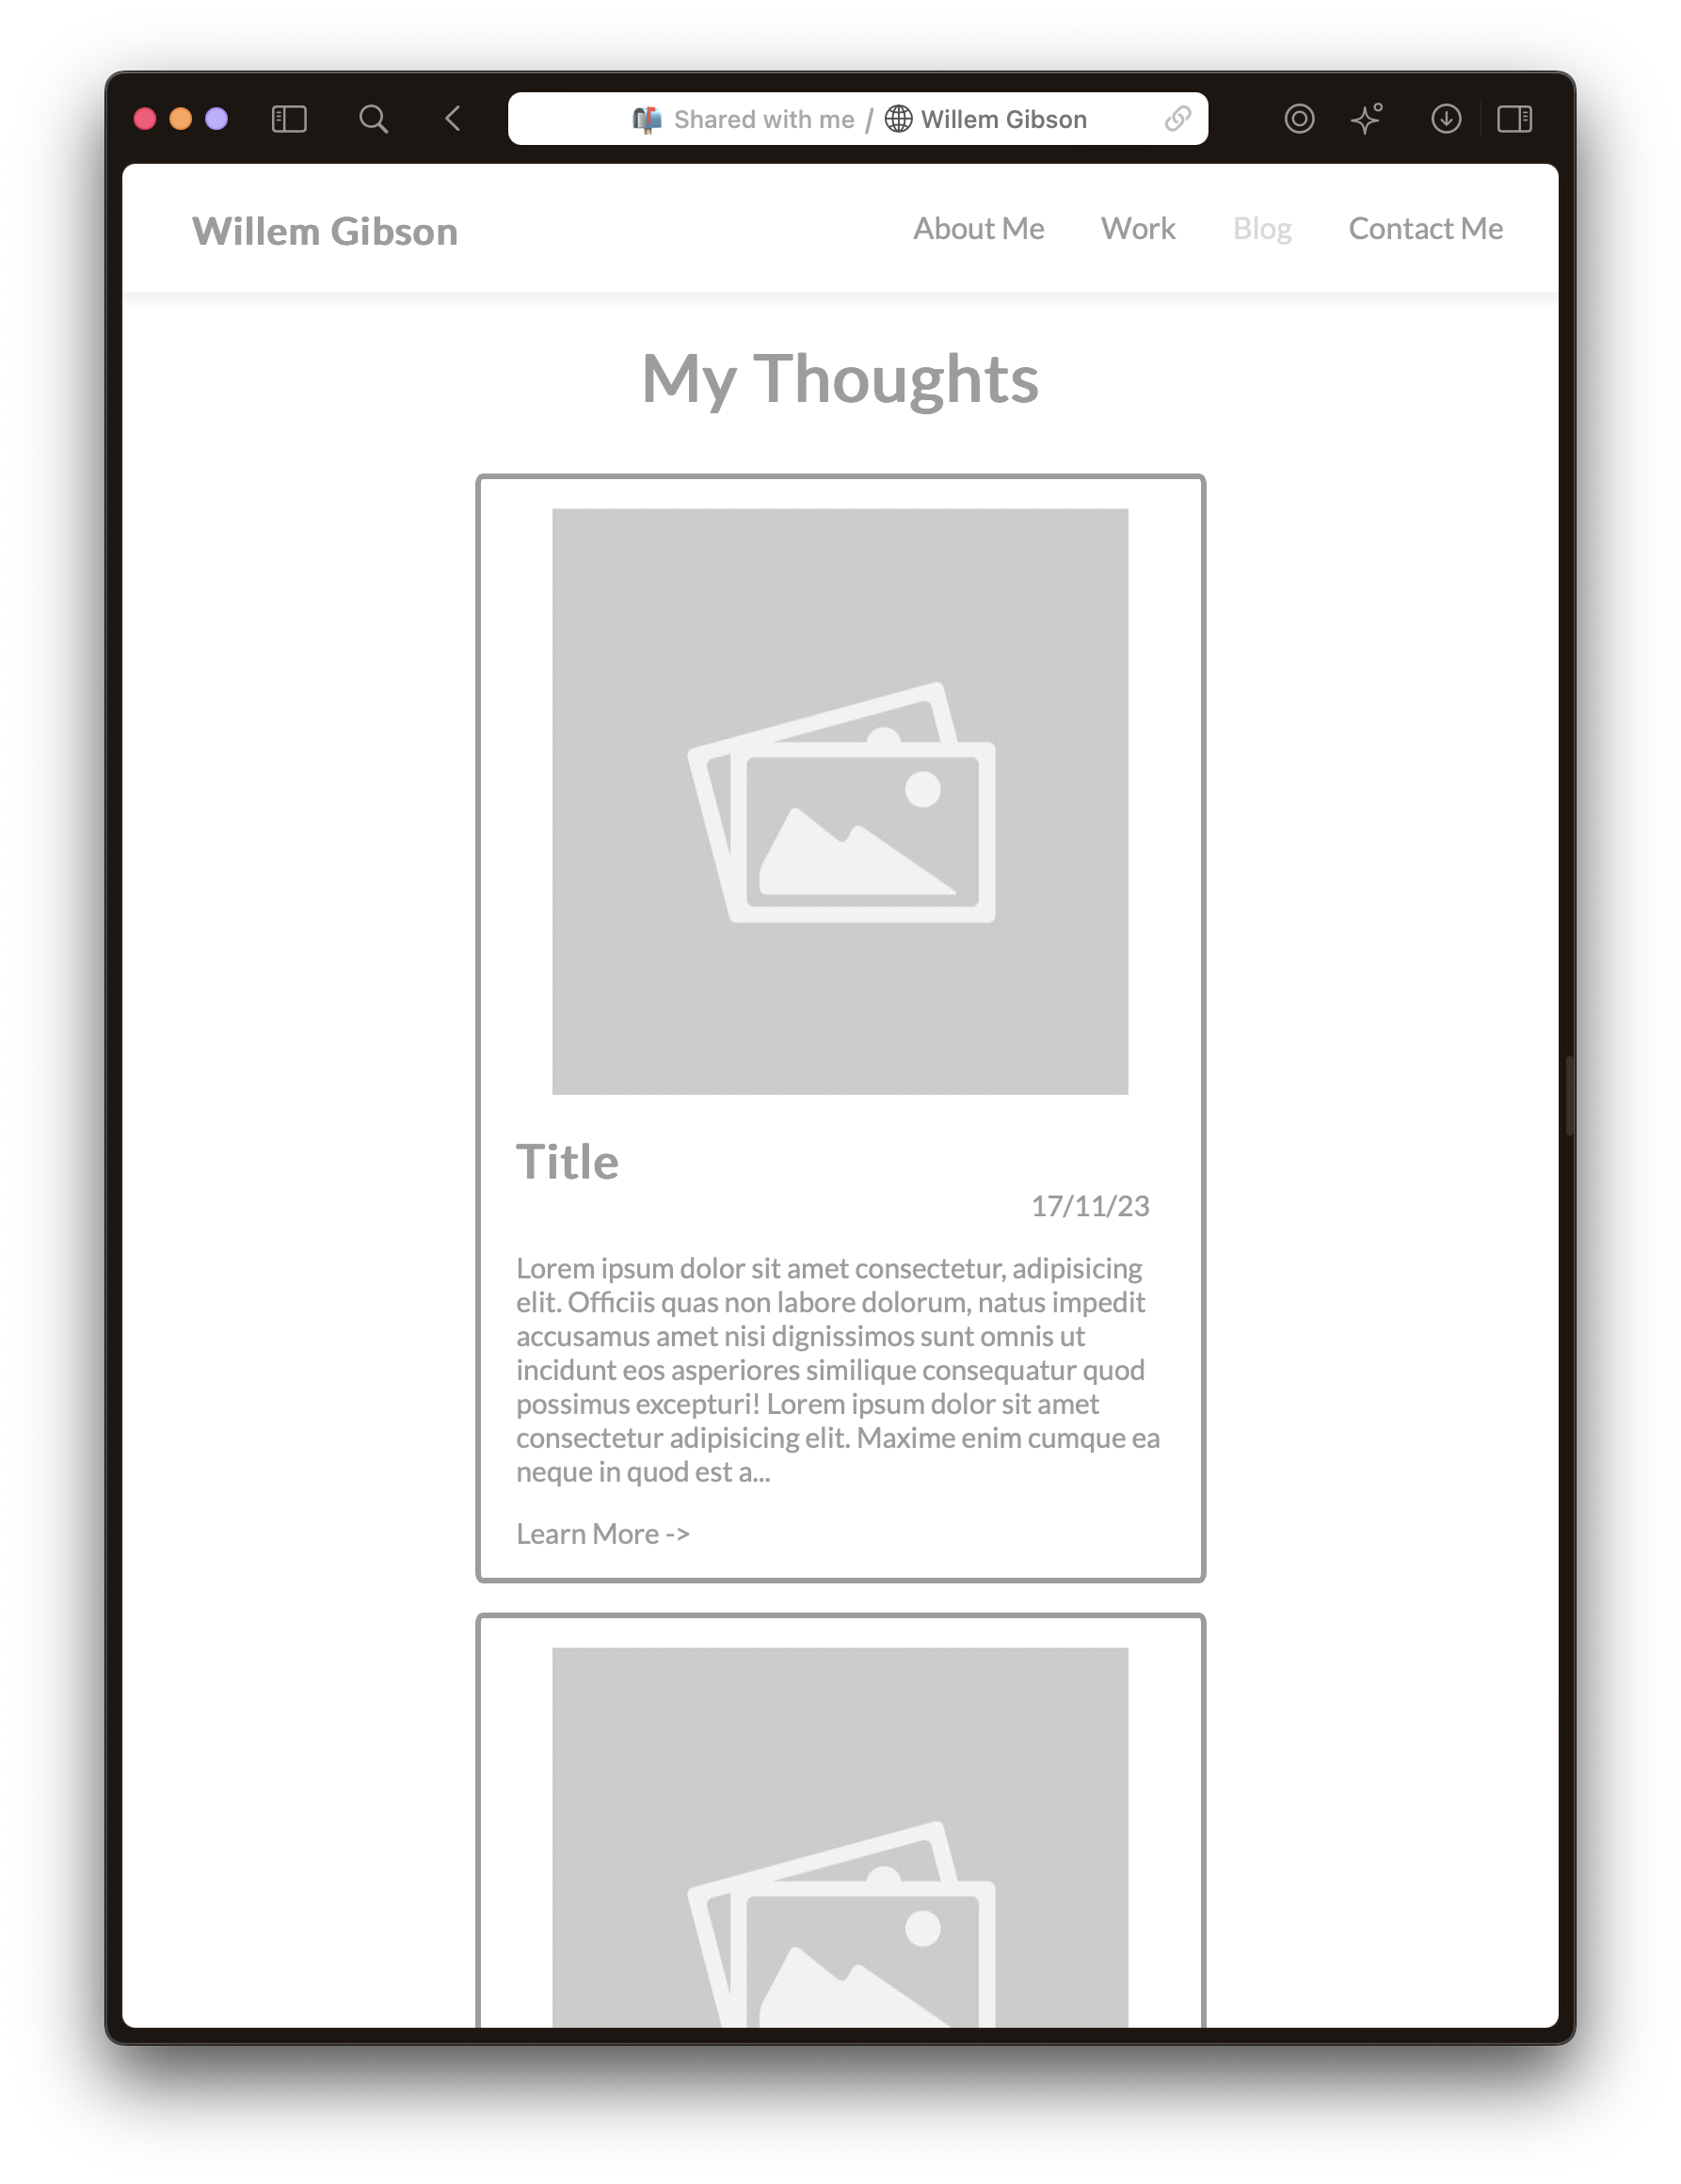 Shared with me / Willem Gibson
Willem Gibson
About Me Work Blog Contact Me
My Thoughts
Title
17/11/23
Lorem ipsum dolor sit amet consectetur, adipisicing
elit. Officiis quas non labore dolorum, natus impedit
accusamus amet nisi dignissimos sunt omnis ut
incidunt eos asperiores similique consequatur quod
possimus excepturi! Lorem ipsum dolor sit amet
consectetur adipisicing elit. Maxime enim cumque ea
neque in quod est a...
Learn More ->